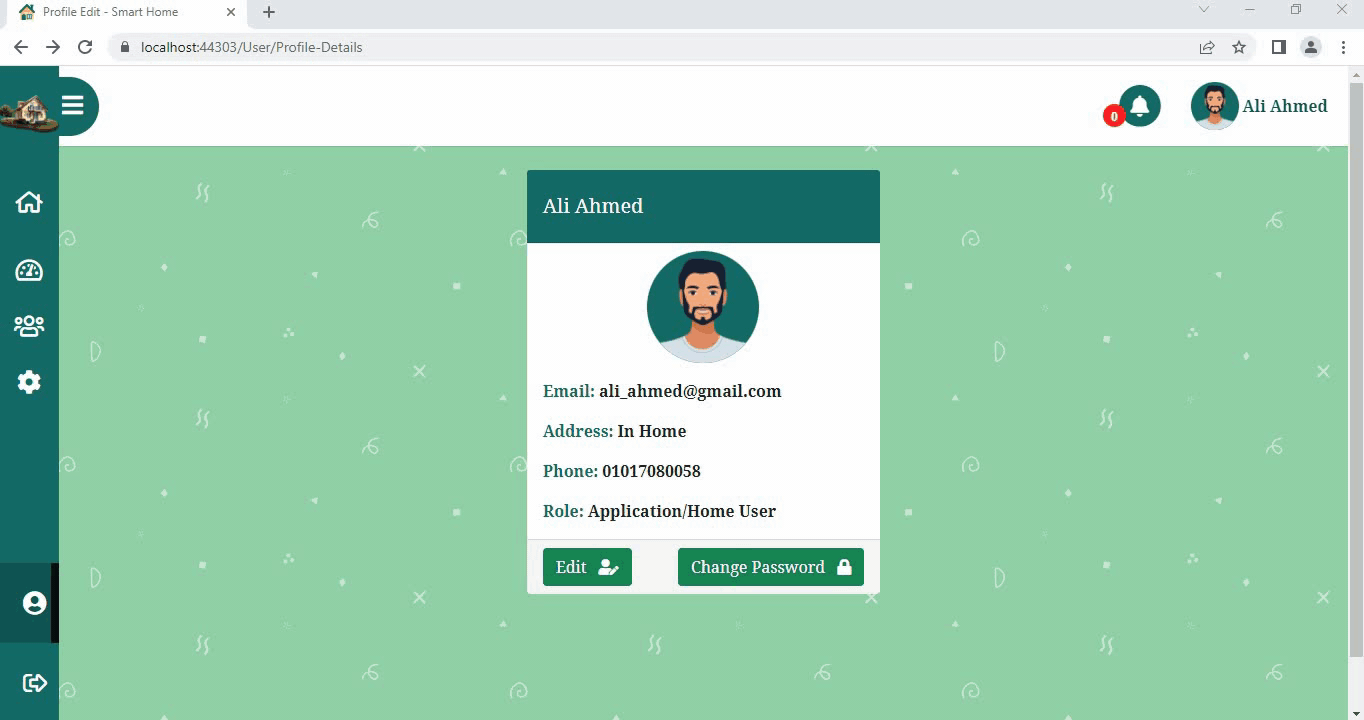 Profile Edit - Smart Home
localhost:44303/User/Profile-Details
0
Ali Ahmed
Ali Ahmed
Email: ali_ahmed@gmail.com
Address: In Home
Phone: 01017080058
Role: Application/Home User
Edit
Change Password